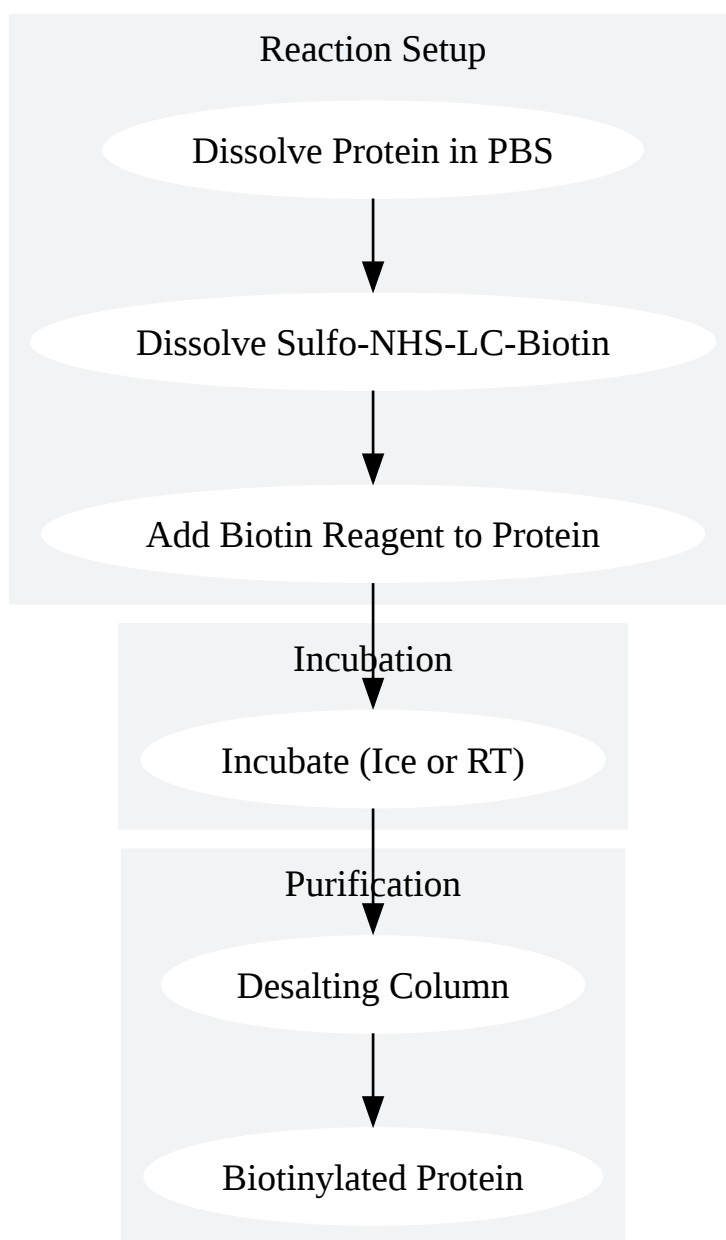 Reaction Setup
Dissolve Protein in PBS
Dissolve Sulfo-NHS-LC-Biotin
Add Biotin Reagent to Protein
Incubation
Incubate (Ice or RT)
Purification
Desalting Column
Biotinylated Protein